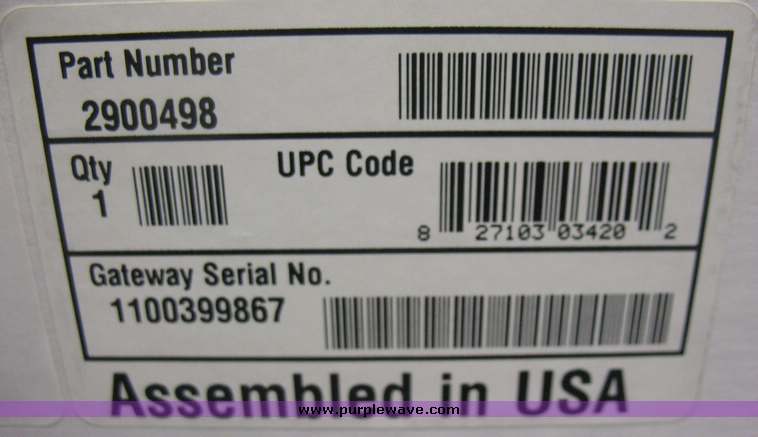 Part Number
2900498
Qty UPC Code
1
8 27103 03420 2
Gateway Serial No.
1100399867
Assembled in USA
www.purplewave.com